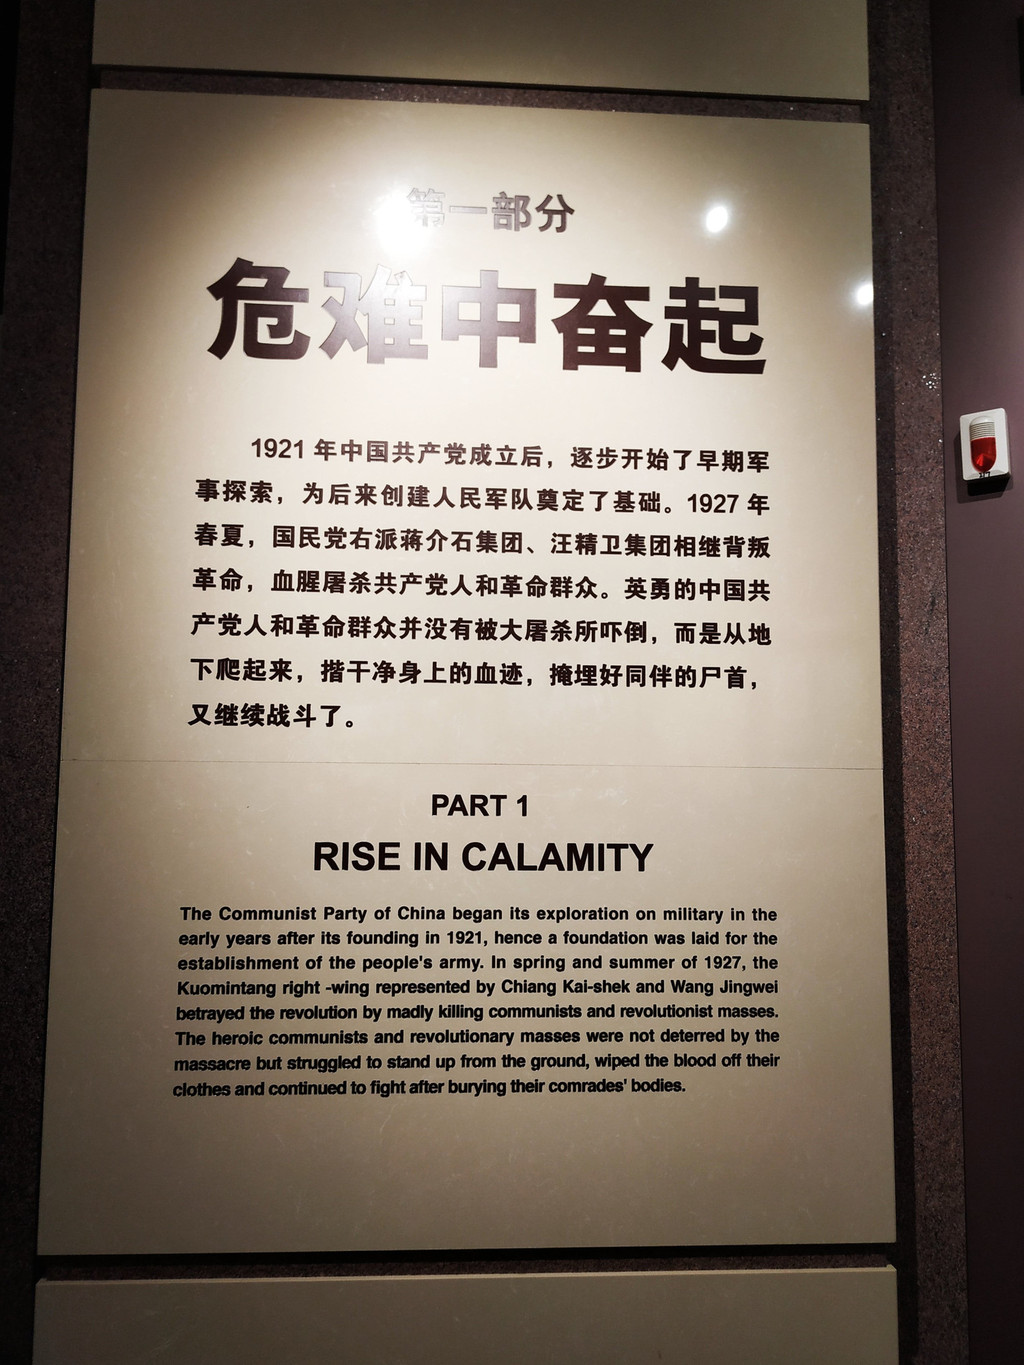 第一部分
危难中奋起
1921 年中国共产党成立后，逐步开始了早期军
事探索，为后来创建人民军队奠定了基础。1927 年
春夏，国民党右派蒋介石集团、汪精卫集团相继背叛
革命，血腥屠杀共产党人和革命群众。英勇的中国共
产党人和革命群众并没有被大屠杀所吓倒，而是从地
下爬起来，揩干净身上的血迹，掩埋好同伴的尸首，
又继续战斗了。
PART 1
RISE IN CALAMITY
The Communist Party of China began its exploration on military in the
early years after its founding in 1921, hence a foundation was laid for the
establishment of the people's army. In spring and summer of 1927, the
Kuomintang right -wing represented by Chiang Kai-shek and Wang Jingwei
betrayed the revolution by madly killing communists and revolutionist masses.
The heroic communists and revolutionary masses were not deterred by the
massacre but struggled to stand up from the ground, wiped the blood off their
clothes and continued to fight after burying their comrades' bodies.